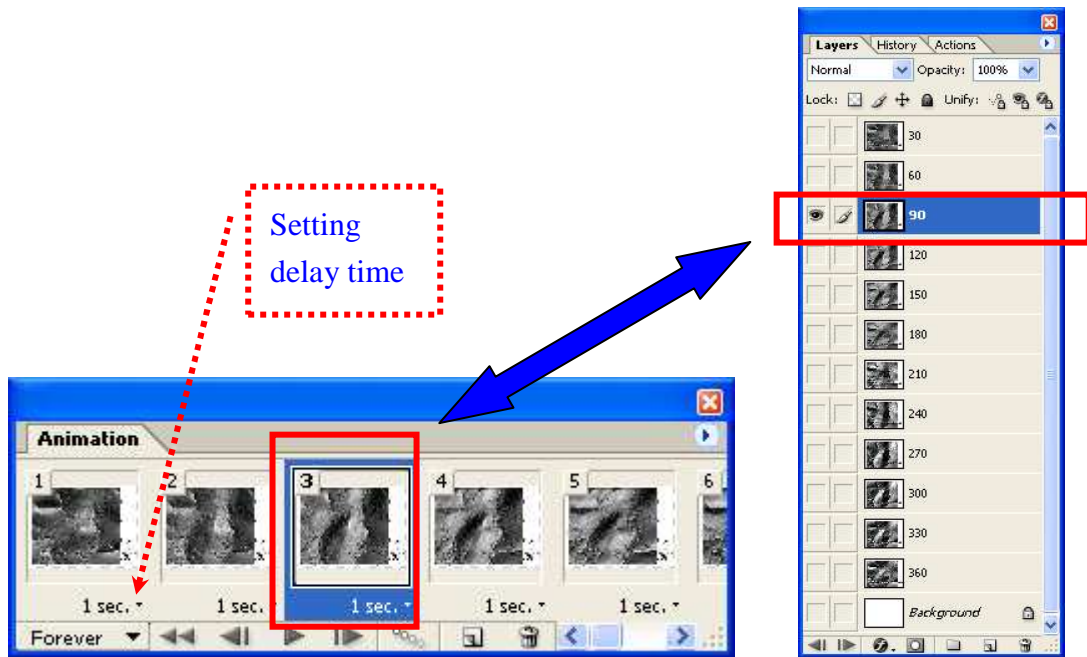 Layers History Actions
Normal Opacity: 100%
Lock: Unify:
30
60
90
120
150
180
210
240
270
300
330
360
Background
Setting
delay time
Animation
1 2 3 4 5 6
1 sec. 1 sec. 1 sec. 1 sec. 1 sec.
Forever